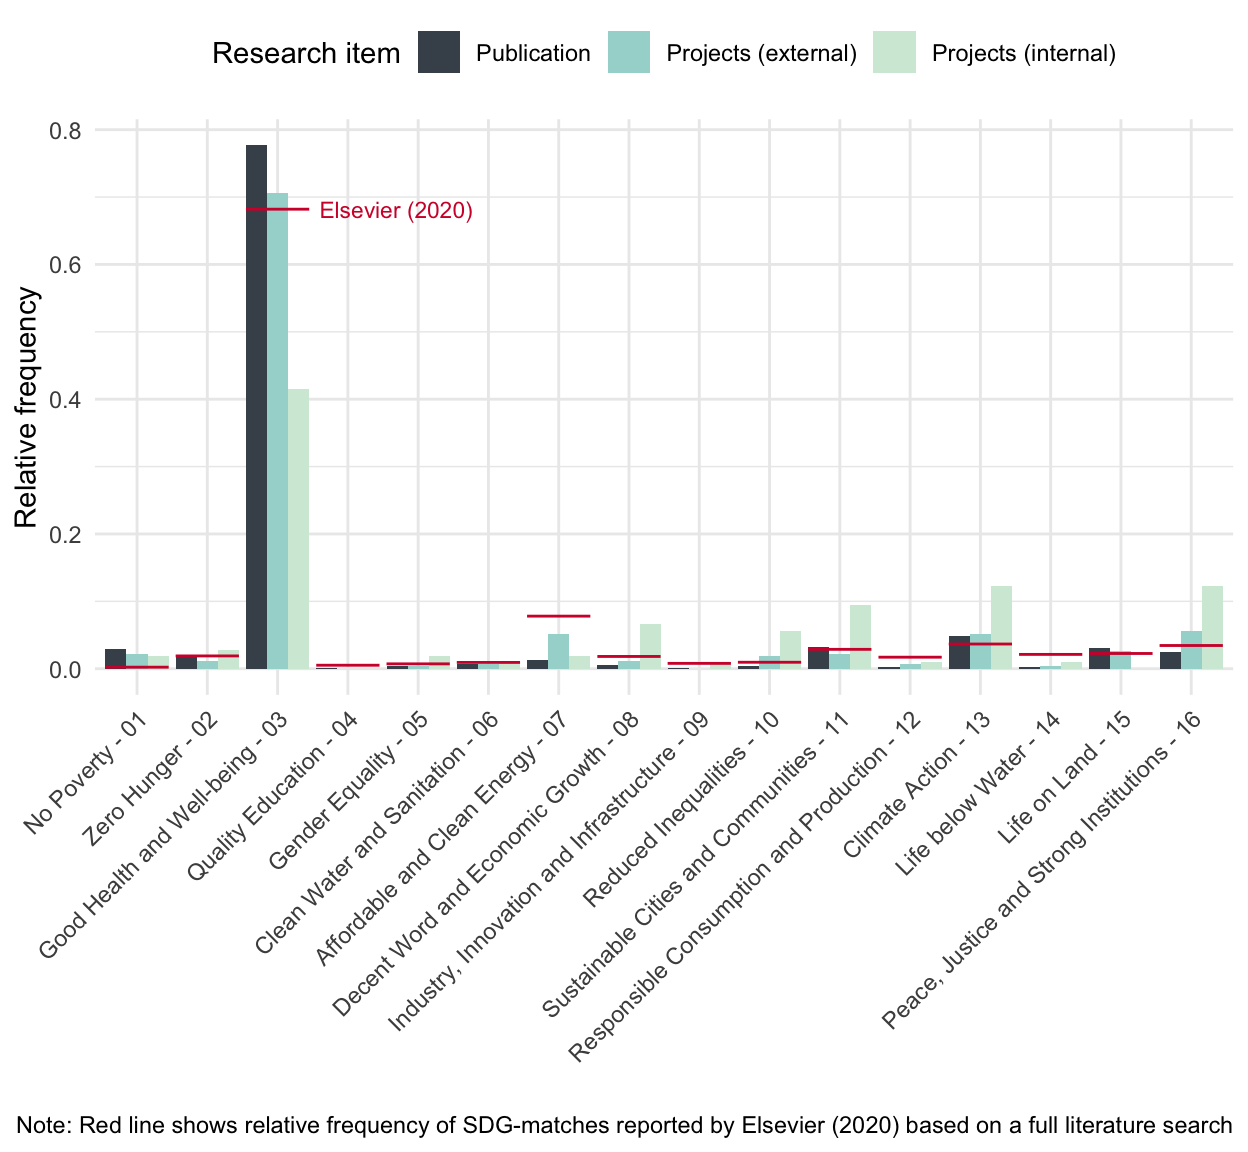 Research item Publication Projects (external) Projects (internal)
Relative frequency
0.8
0.6
0.4
0.2
0.0
Elsevier (2020)
No Poverty - 01
Zero Hunger - 02
Good Health and Well-being - 03
Quality Education - 04
Gender Equality - 05
Clean Water and Sanitation - 06
Affordable and Clean Energy - 07
Decent Word and Economic Growth - 08
Industry, Innovation and Infrastructure - 09
Reduced Inequalities - 10
Sustainable Cities and Communities - 11
Responsible Consumption and Production - 12
Climate Action - 13
Life below Water - 14
Life on Land - 15
Peace, Justice and Strong Institutions - 16
Note: Red line shows relative frequency of SDG-matches reported by Elsevier (2020) based on a full literature search